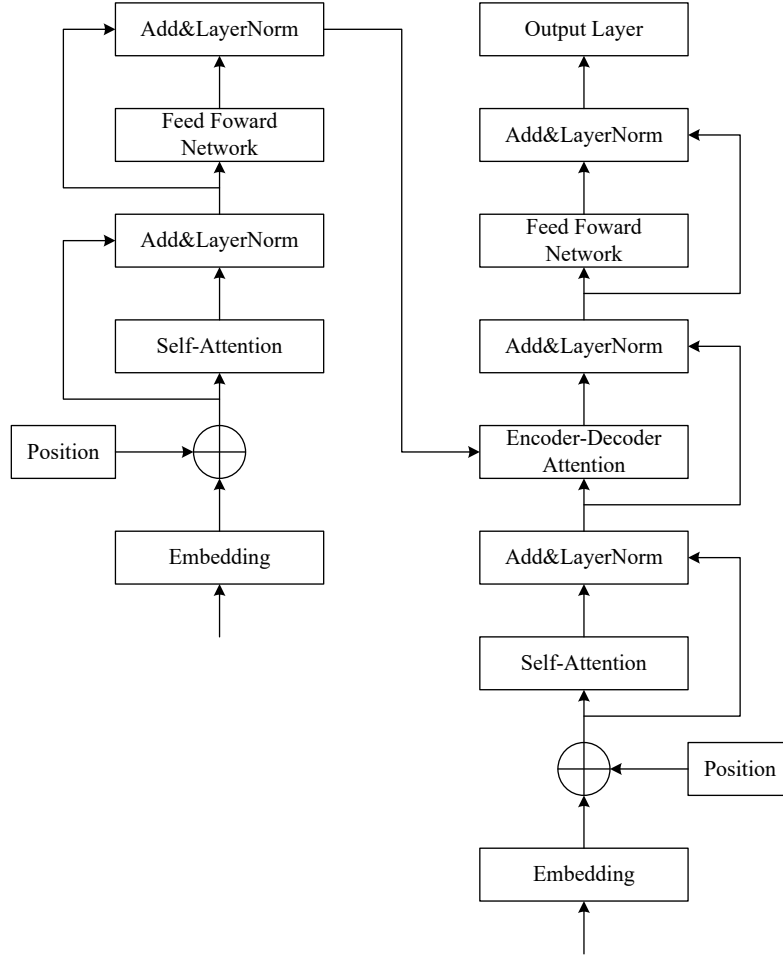 Add&LayerNorm
Feed Foward
Network
Add&LayerNorm
Self-Attention
Position
Embedding
Output Layer
Add&LayerNorm
Feed Foward
Network
Add&LayerNorm
Encoder-Decoder
Attention
Add&LayerNorm
Self-Attention
Position
Embedding